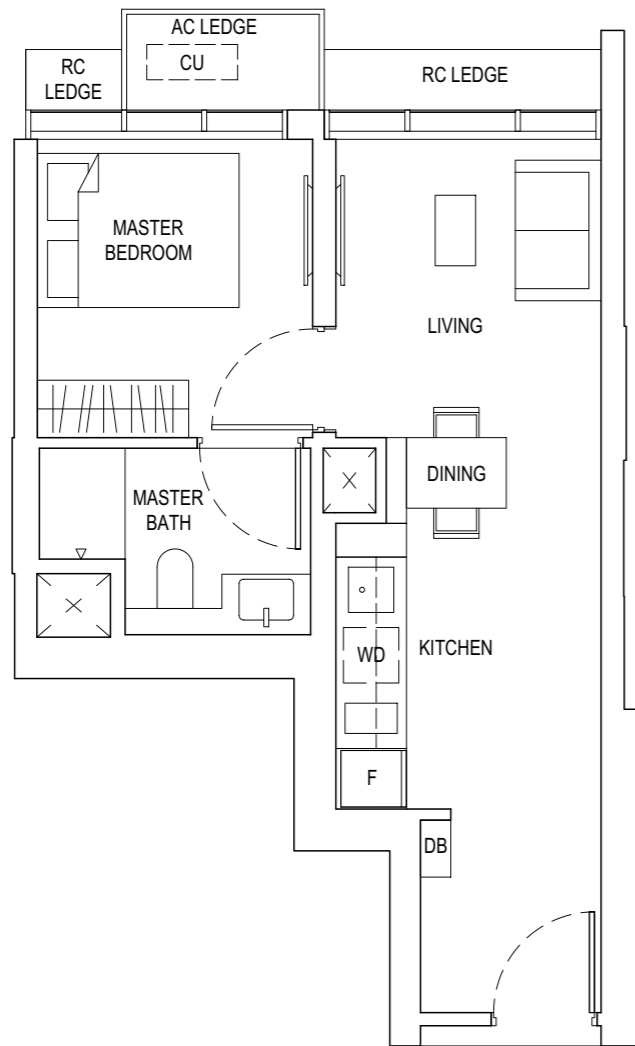 AC LEDGE
CU
RC
LEDGE
RC LEDGE
MASTER
BEDROOM
LIVING
DINING
MASTER
BATH
WD
KITCHEN
F
DB